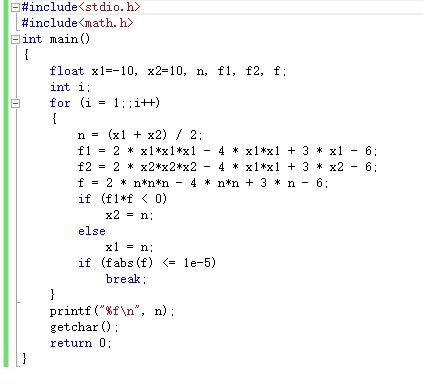 #include<stdio.h>
#include<math.h>
int main()
{
    float x1=-10, x2=10, n, f1, f2, f;
    int i;
    for (i = 1;;i++)
    {
        n = (x1 + x2) / 2;
        f1 = 2 * x1*x1*x1 - 4 * x1*x1 + 3 * x1 - 6;
        f2 = 2 * x2*x2*x2 - 4 * x1*x1 + 3 * x2 - 6;
        f = 2 * n*n*n - 4 * n*n + 3 * n - 6;
        if (f1*f < 0)
            x2 = n;
        else
            x1 = n;
        if (fabs(f) <= 1e-5)
            break;
    }
    printf("%f\n", n);
    getchar();
    return 0;
}